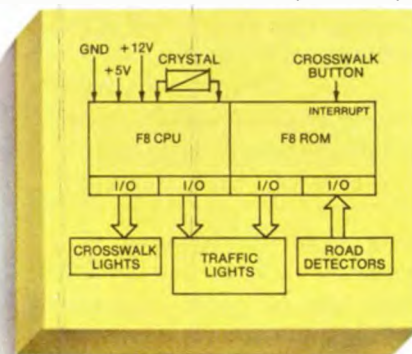 GND +12V CRYSTAL CROSSWALK
+5V BUTTON
INTERRUPT
F8 CPU F8 ROM
I/O I/O I/O I/O
CROSSWALK LIGHTS
TRAFFIC LIGHTS
ROAD DETECTORS